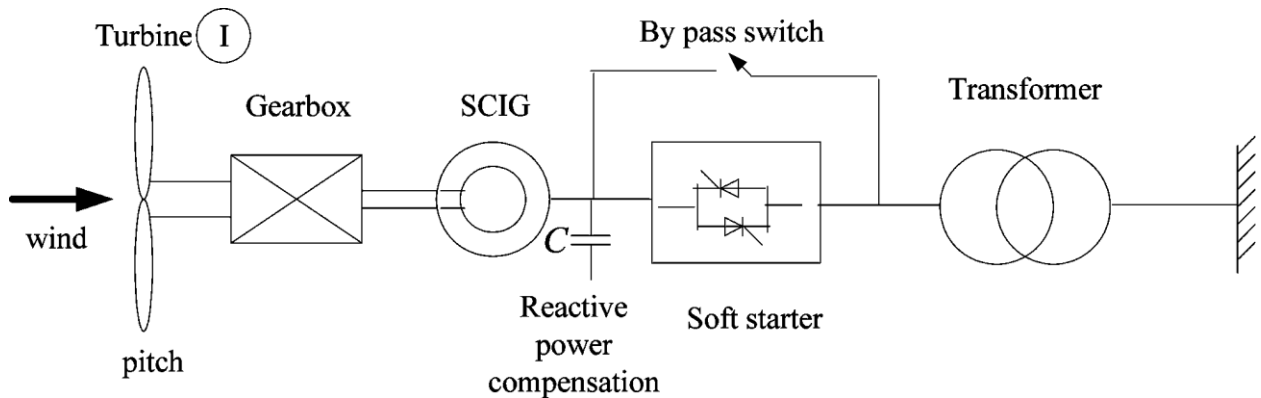 Turbine I
By pass switch
Gearbox
SCIG
Transformer
wind
C
Reactive
power
compensation
Soft starter
pitch